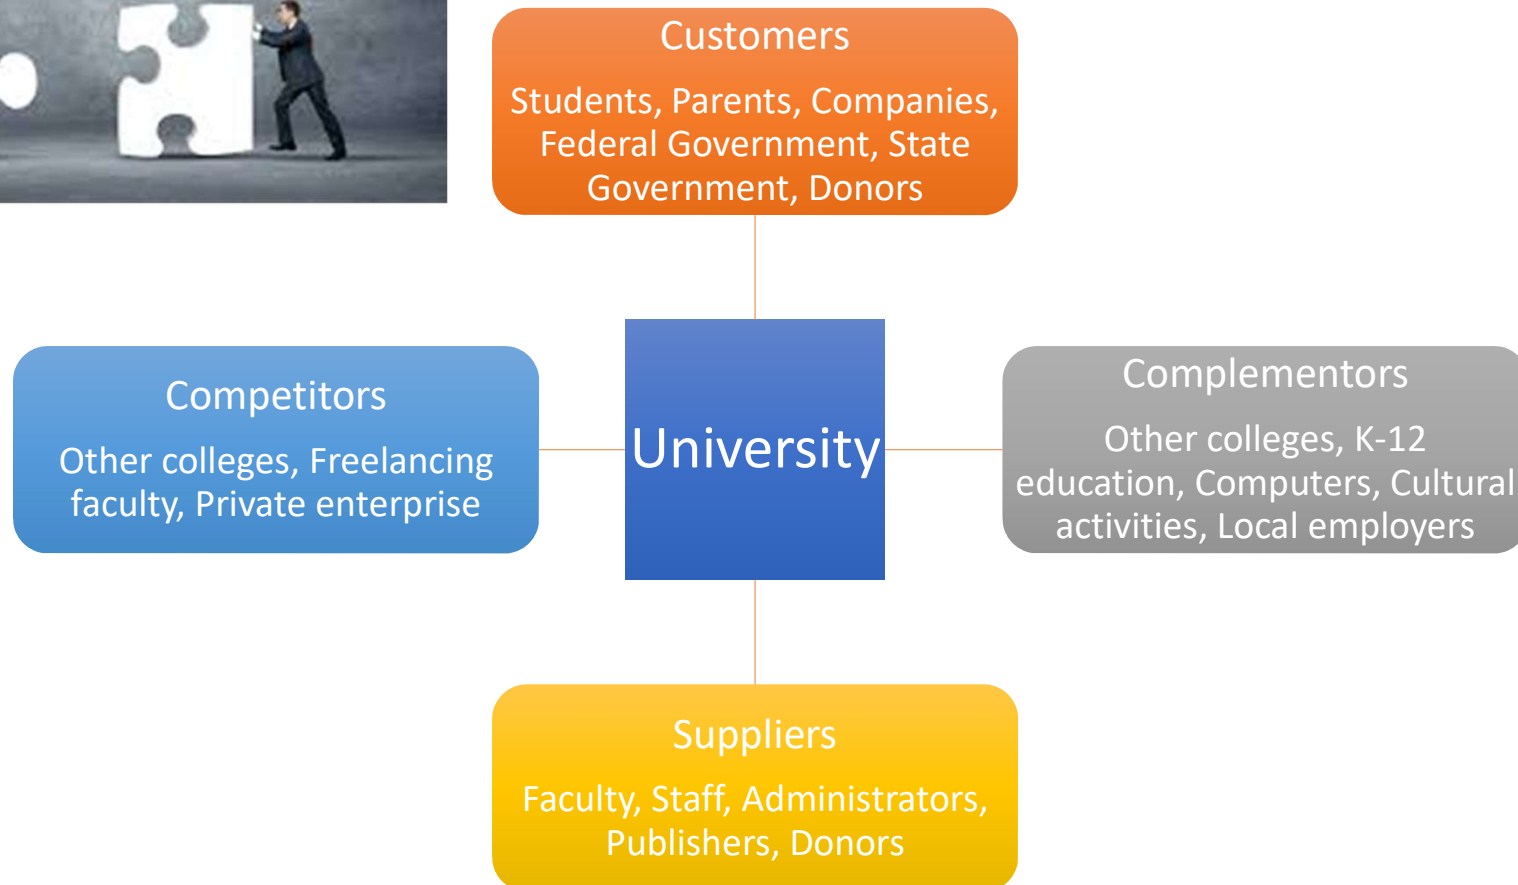 Customers
Students, Parents, Companies,
Federal Government, State
Government, Donors
Competitors
Other colleges, Freelancing
faculty, Private enterprise
University
Complementors
Other colleges, K-12
education, Computers, Cultural
activities, Local employers
Suppliers
Faculty, Staff, Administrators,
Publishers, Donors